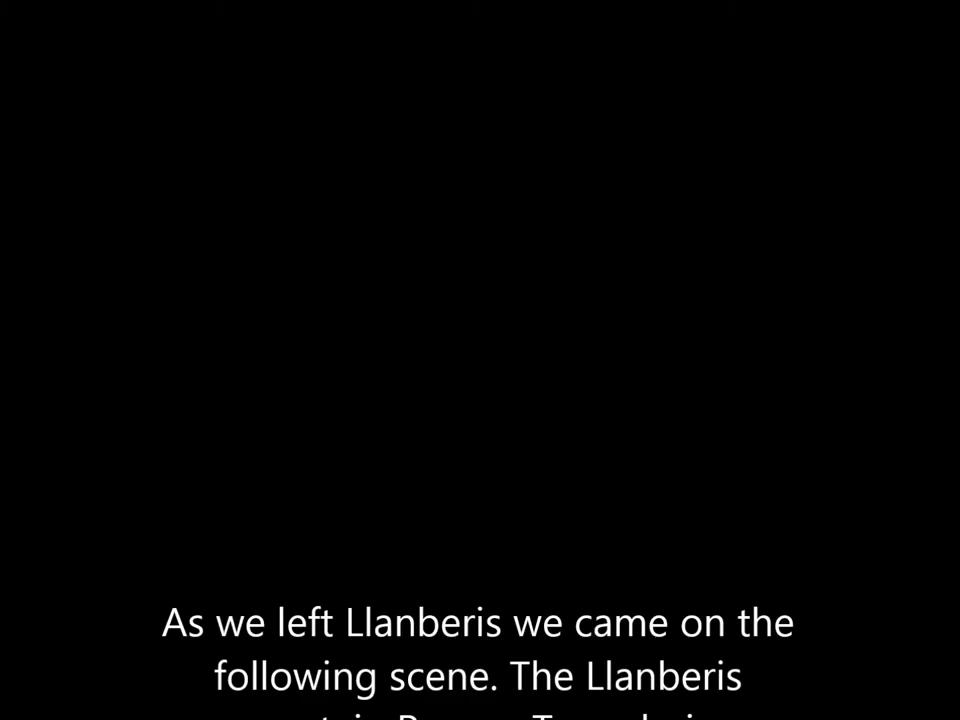 As we left Llanberis we came on the
following scene. The Llanberis